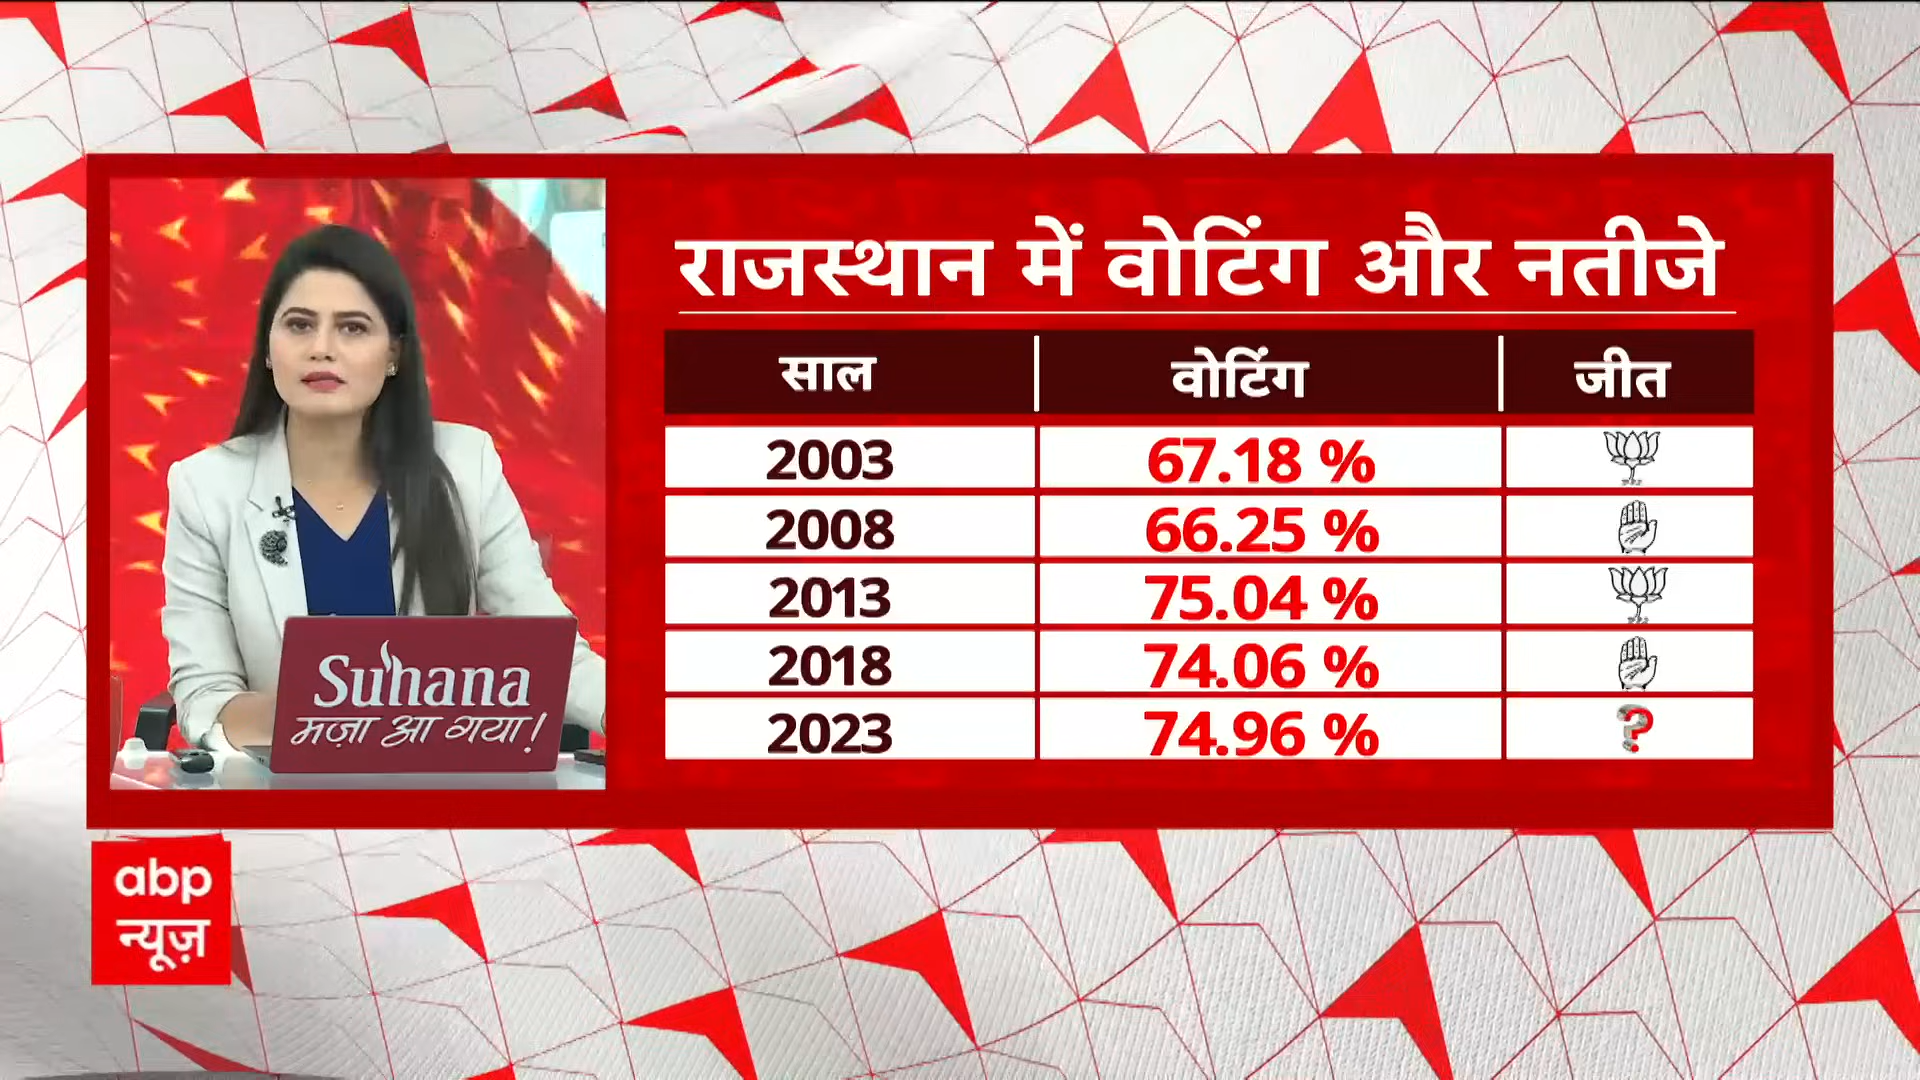 राजस्थान में वोटिंग और नतीजे
साल वोटिंग जीत
2003 67.18 %
2008 66.25 %
2013 75.04 %
2018 74.06 %
2023 74.96 % ?
Suhana
मज़ा आ गया!
abp
न्यूज़